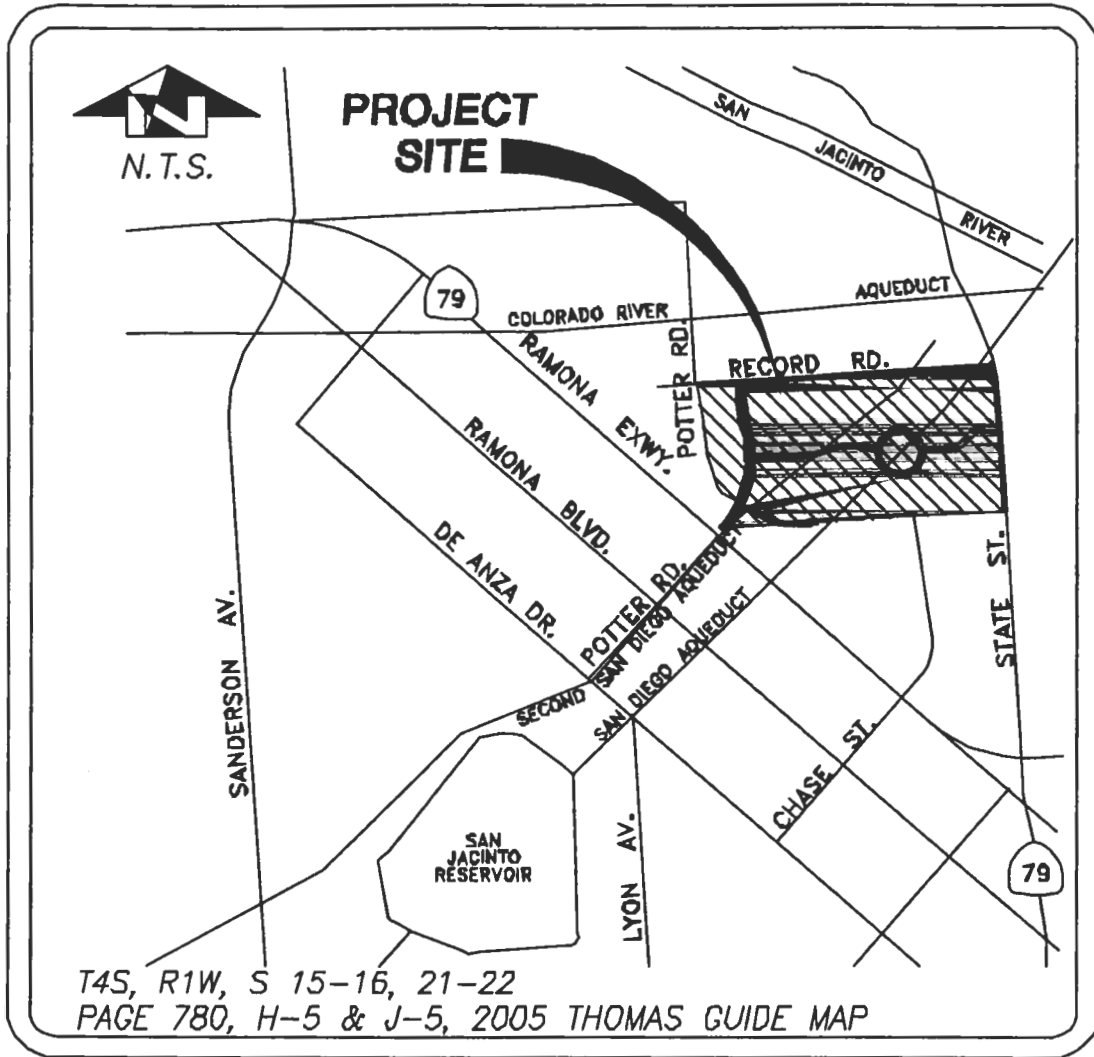 PROJECT
SITE
N
N.T.S.
SAN
JACINTO
RIVER
79
COLORADO RIVER
AQUEDUCT
POTTER RD.
RECORD RD.
RAMONA
EXWY.
RAMONA
BLVD.
DE ANZA DR.
POTTER RD.
SECOND
SAN DIEGO AQUEDUCT
SAN DIEGO AQUEDUCT
STATE ST.
SANDERSON AV.
CHASE ST.
LYON AV.
SAN
JACINTO
RESERVOIR
79
T4S, R1W, S 15-16, 21-22
PAGE 780, H-5 & J-5, 2005 THOMAS GUIDE MAP